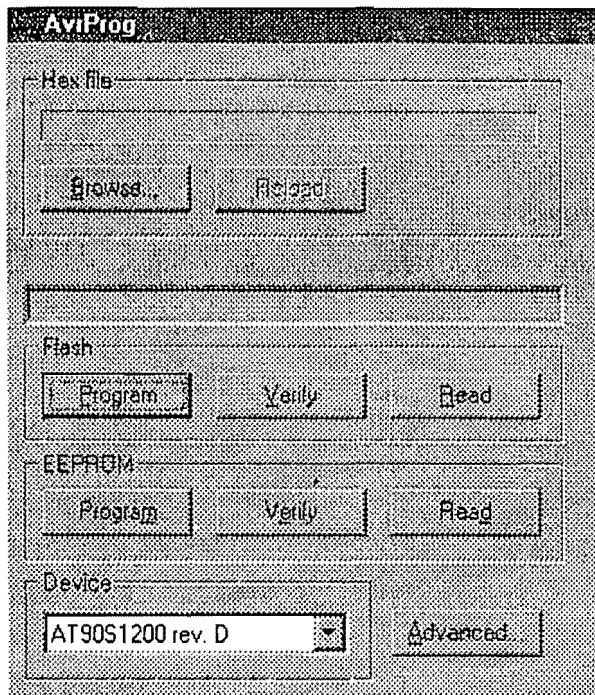 AviProg
Hex file
Browse... Reload
Flash
Program Verify Read
EEPROM
Program Verify Read
Device
AT90S1200 rev. D Advanced...